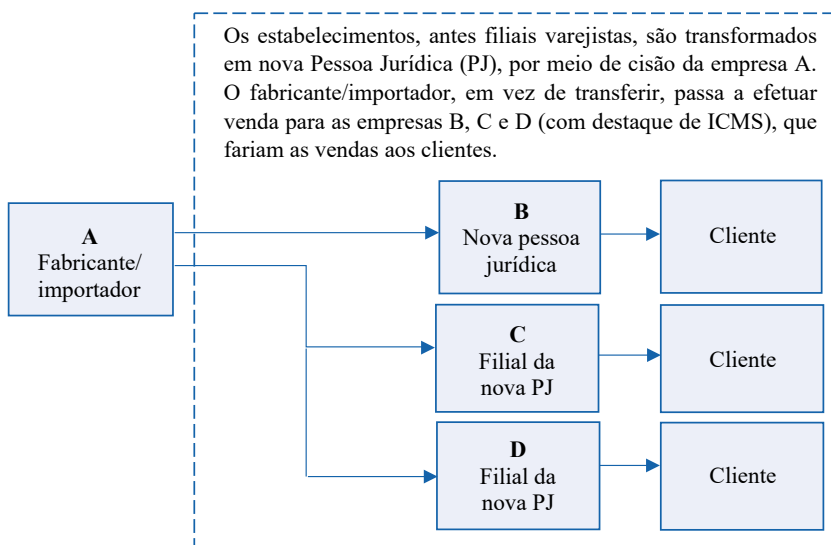 Os estabelecimentos, antes filiais varejistas, são transformados
em nova Pessoa Jurídica (PJ), por meio de cisão da empresa A.
O fabricante/importador, em vez de transferir, passa a efetuar
venda para as empresas B, C e D (com destaque de ICMS), que
fariam as vendas aos clientes.
A
Fabricante/
importador
B
Nova pessoa
jurídica
Cliente
C
Filial da
nova PJ
Cliente
D
Filial da
nova PJ
Cliente